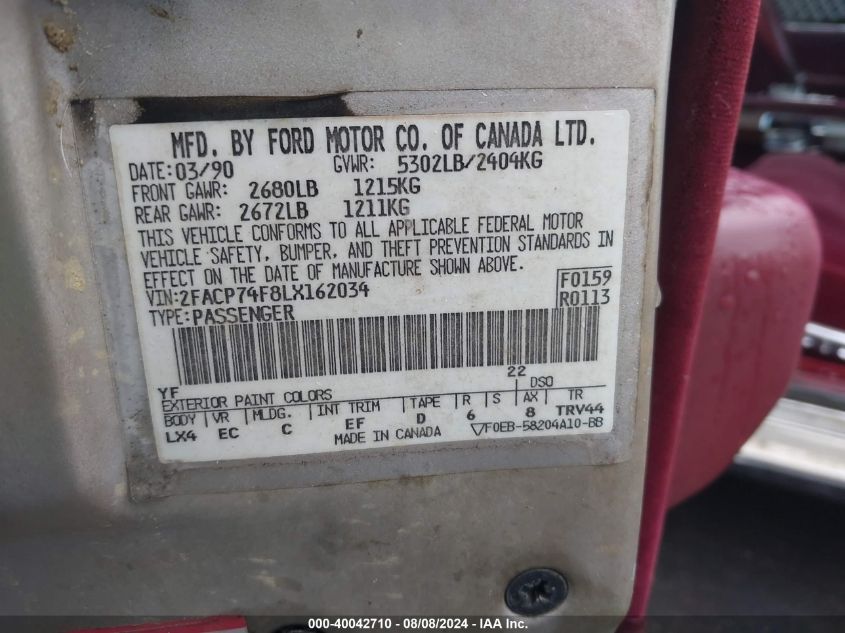 MFD. BY FORD MOTOR CO. OF CANADA LTD.
DATE: 03/90 GVWR: 5302LB/2404KG
FRONT GAWR: 2680LB 1215KG
REAR GAWR: 2672LB 1211KG
THIS VEHICLE CONFORMS TO ALL APPLICABLE FEDERAL MOTOR
VEHICLE SAFETY, BUMPER, AND THEFT PREVENTION STANDARDS IN
EFFECT ON THE DATE OF MANUFACTURE SHOWN ABOVE.
VIN: 2FACP74F8LX162034 F0159
TYPE: PASSENGER R0113
22
YF DSO
EXTERIOR PAINT COLORS
BODY VR MLDG. INT TRIM TAPE R S AX TR
LX4 EC C EF D 6 8 TRV44
MADE IN CANADA ▽F0EB-58204A10-BB
000-40042710 - 08/08/2024 - IAA Inc.